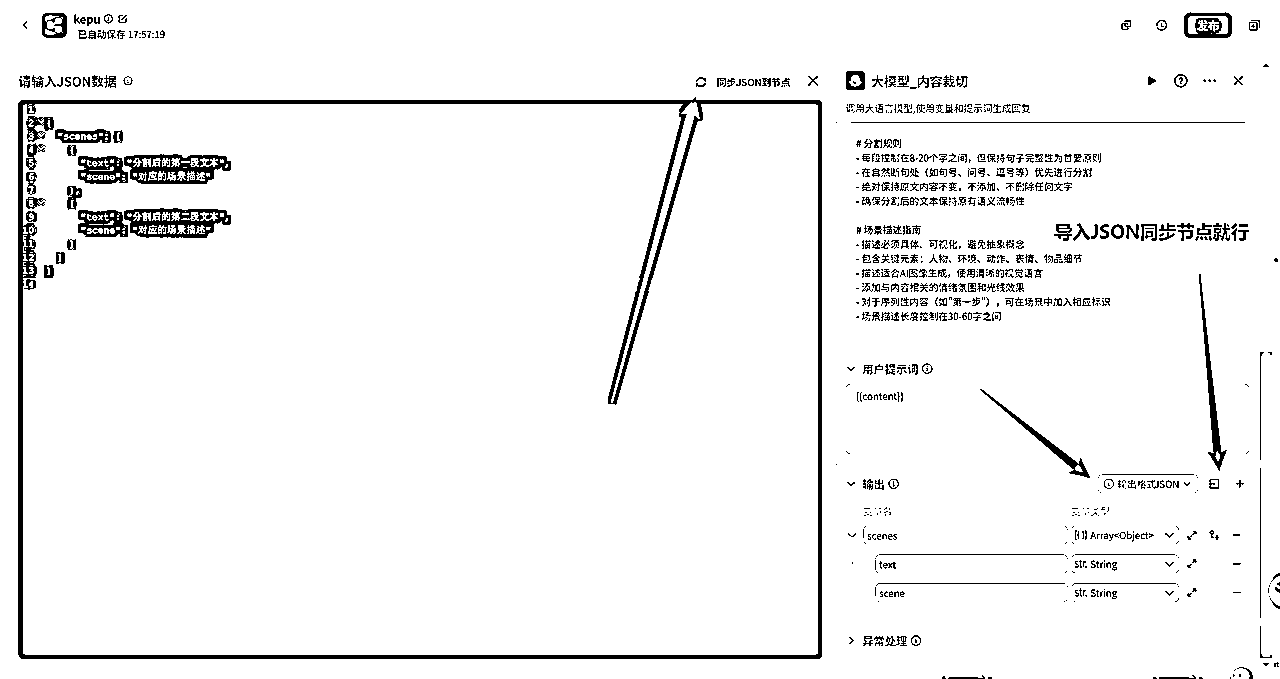 kepu
已自动保存 17:57:19
发布
请输入JSON数据
同步JSON到节点
1
2
3 "scenes": [
4 {
5 "text": "分割后的第一段文本",
6 "scene": "对应的场景描述"
7 },
8 {
9 "text": "分割后的第二段文本",
10 "scene": "对应的场景描述"
11 }
12 ]
13 }
大模型_内容裁切
调用大语言模型,使用变量和提示词生成回复
# 分割规则
- 每段控制在8-20个字之间，但保持句子完整性为首要原则
- 在自然断句处（如句号、问号、逗号等）优先进行分割
- 绝对保持原文内容不变，不添加、不删除任何文字
- 确保分割后的文本保持原有语义流畅性
# 场景描述指南
- 描述必须具体、可视化，避免抽象概念
- 包含关键元素：人物、环境、动作、表情、物品细节
- 描述适合AI图像生成，使用清晰的视觉语言
- 添加与内容相关的情绪氛围和光线效果
- 对于序列性内容（如"第一步"），可在场景中加入相应标识
- 场景描述长度控制在30-60字之间
导入JSON同步节点就行
用户提示词
{{content}}
输出
输出格式JSON
变量名 变量类型
scenes Array<Object>
text str. String
scene str. String
异常处理